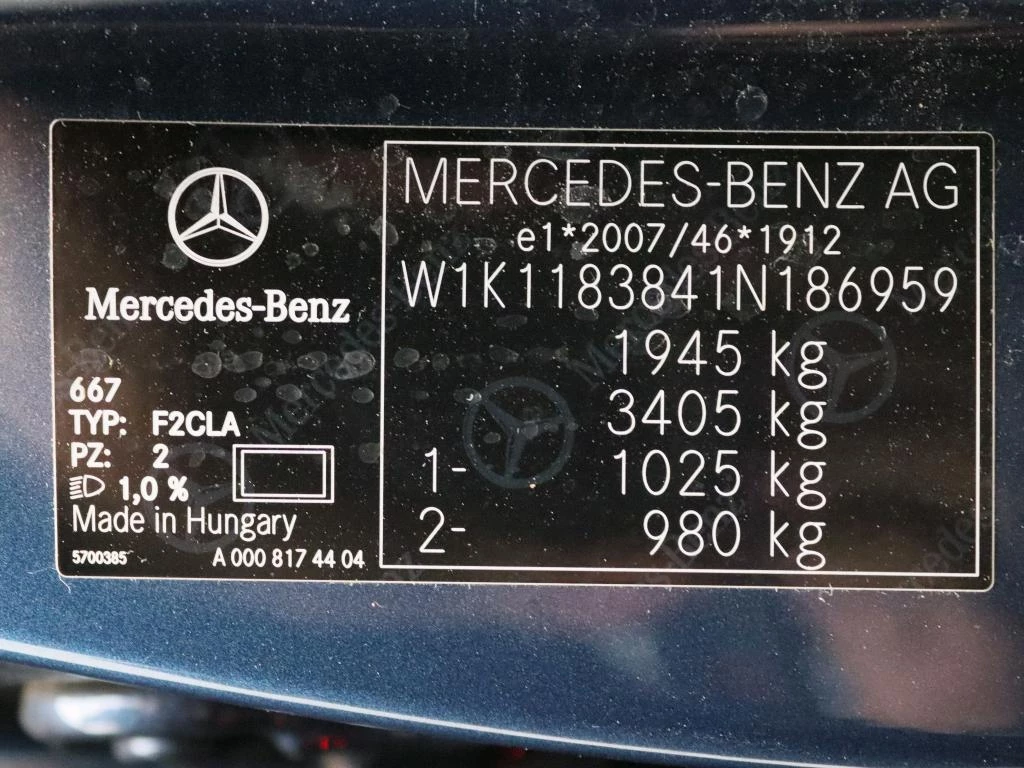 Mercedes-Benz
667
TYP: F2CLA
PZ: 2
1,0 %
Made in Hungary
5700385
A 000 817 44 04
MERCEDES-BENZ AG
e1*2007/46*1912
W1K1183841N186959
1945 kg
3405 kg
1- 1025 kg
2- 980 kg